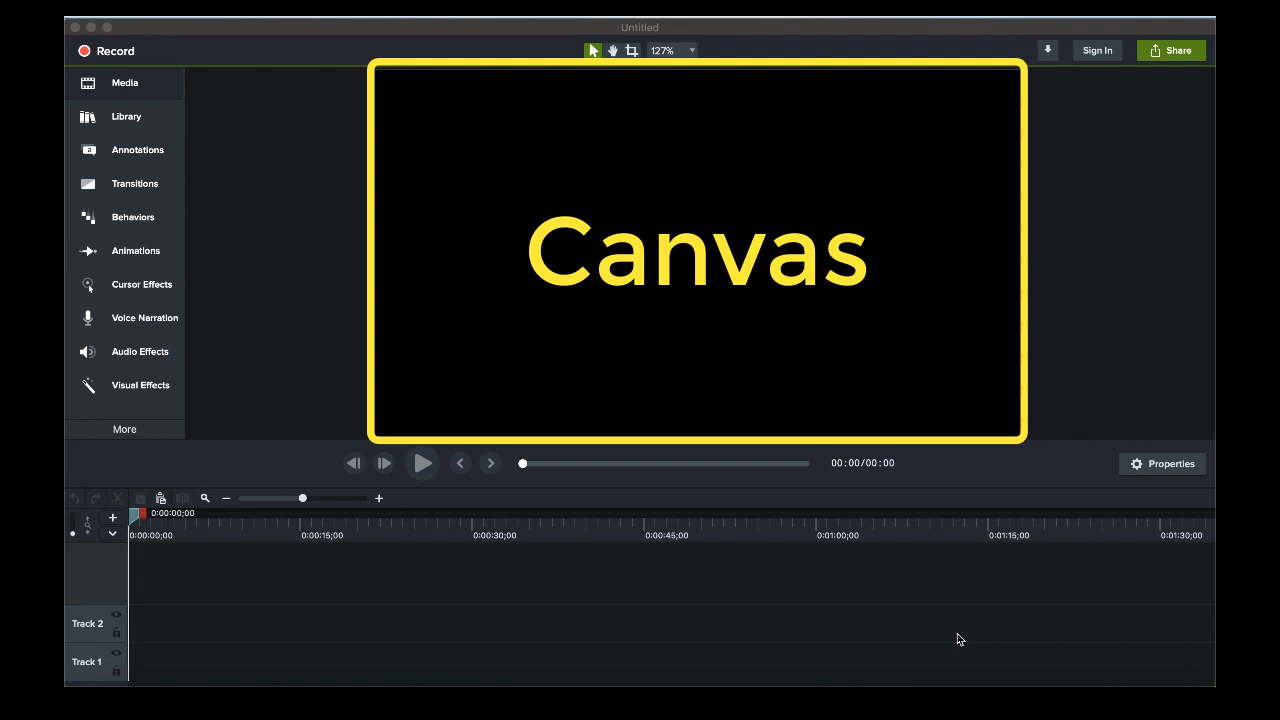 Untitled
Record
127%
Sign In
Share
Media
Library
Annotations
Transitions
Behaviors
Animations
Cursor Effects
Voice Narration
Audio Effects
Visual Effects
More
Canvas
00:00/00:00
Properties
0:00:00;00
0:00:00;00 0:00:15;00 0:00:30;00 0:00:45;00 0:01:00;00 0:01:15;00 0:01:30;00
Track 2
Track 1